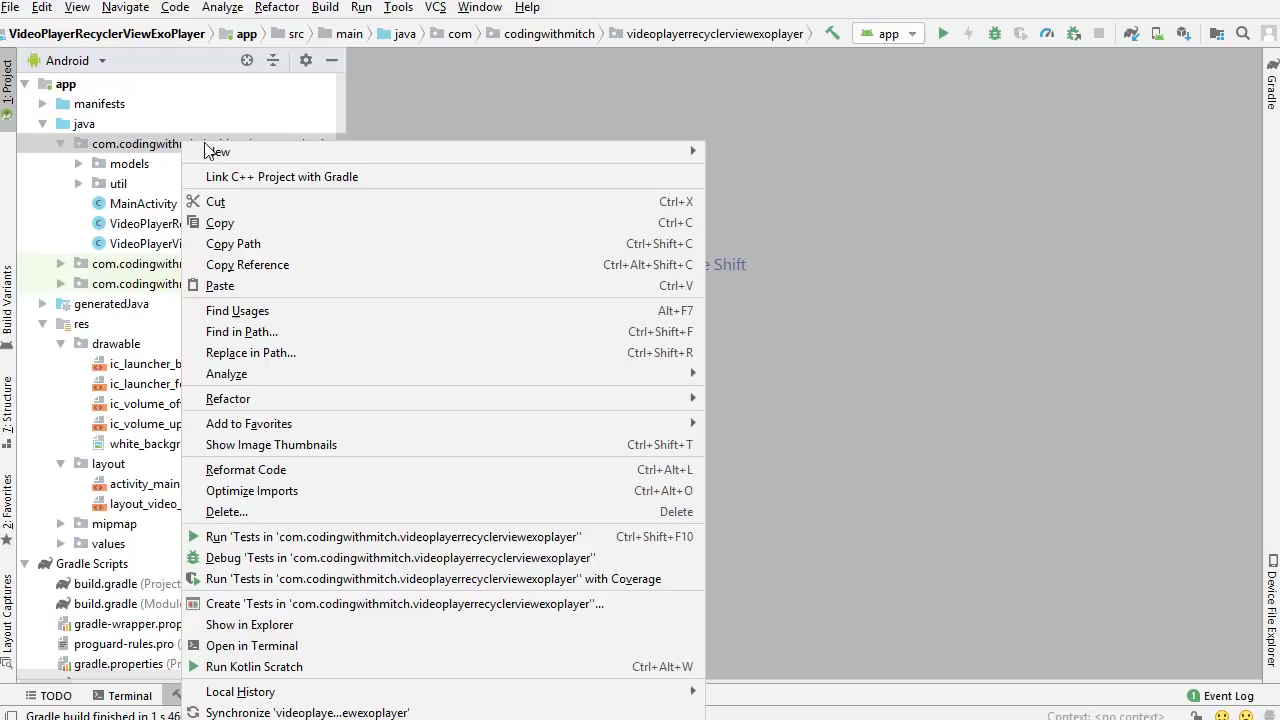 File Edit View Navigate Code Analyze Refactor Build Run Tools VCS Window Help
VideoPlayerRecyclerViewExoPlayer app src main java com codingwithmitch videoplayerrecyclerviewexoplayer app
1: Project
Android
Gradle
app
manifests
java
com.codingwith
New
models
Link C++ Project with Gradle
util
Cut Ctrl+X
MainActivity
Copy Ctrl+C
VideoPlayerR
Copy Path Ctrl+Shift+C
VideoPlayerVi
Copy Reference Ctrl+Alt+Shift+C
com.codingwith
e Shift
Paste Ctrl+V
com.codingwith
generatedJava
Find Usages Alt+F7
res
Find in Path... Ctrl+Shift+F
drawable
Replace in Path... Ctrl+Shift+R
ic_launcher_b
Analyze
ic_launcher_f
Refactor
ic_volume_of
Add to Favorites
ic_volume_up
Show Image Thumbnails Ctrl+Shift+T
white_backgr
layout
Reformat Code Ctrl+Alt+L
activity_main
Optimize Imports Ctrl+Alt+O
layout_video_
Delete... Delete
mipmap
Run 'Tests in 'com.codingwithmitch.videoplayerrecyclerviewexoplayer'' Ctrl+Shift+F10
values
Debug 'Tests in 'com.codingwithmitch.videoplayerrecyclerviewexoplayer''
Gradle Scripts
Run 'Tests in 'com.codingwithmitch.videoplayerrecyclerviewexoplayer'' with Coverage
build.gradle (Project
build.gradle (Modul
Create 'Tests in 'com.codingwithmitch.videoplayerrecyclerviewexoplayer''...
gradle-wrapper.prop
Show in Explorer
proguard-rules.pro (
Open in Terminal
gradle.properties (Pr
Run Kotlin Scratch Ctrl+Alt+W
Build Variants
7: Structure
2: Favorites
Layout Captures
Device File Explorer
TODO Terminal
Local History
1 Event Log
Synchronize 'videoplaye...ewexoplayer'
Gradle build finished in 1 s 46
Context: <no context>